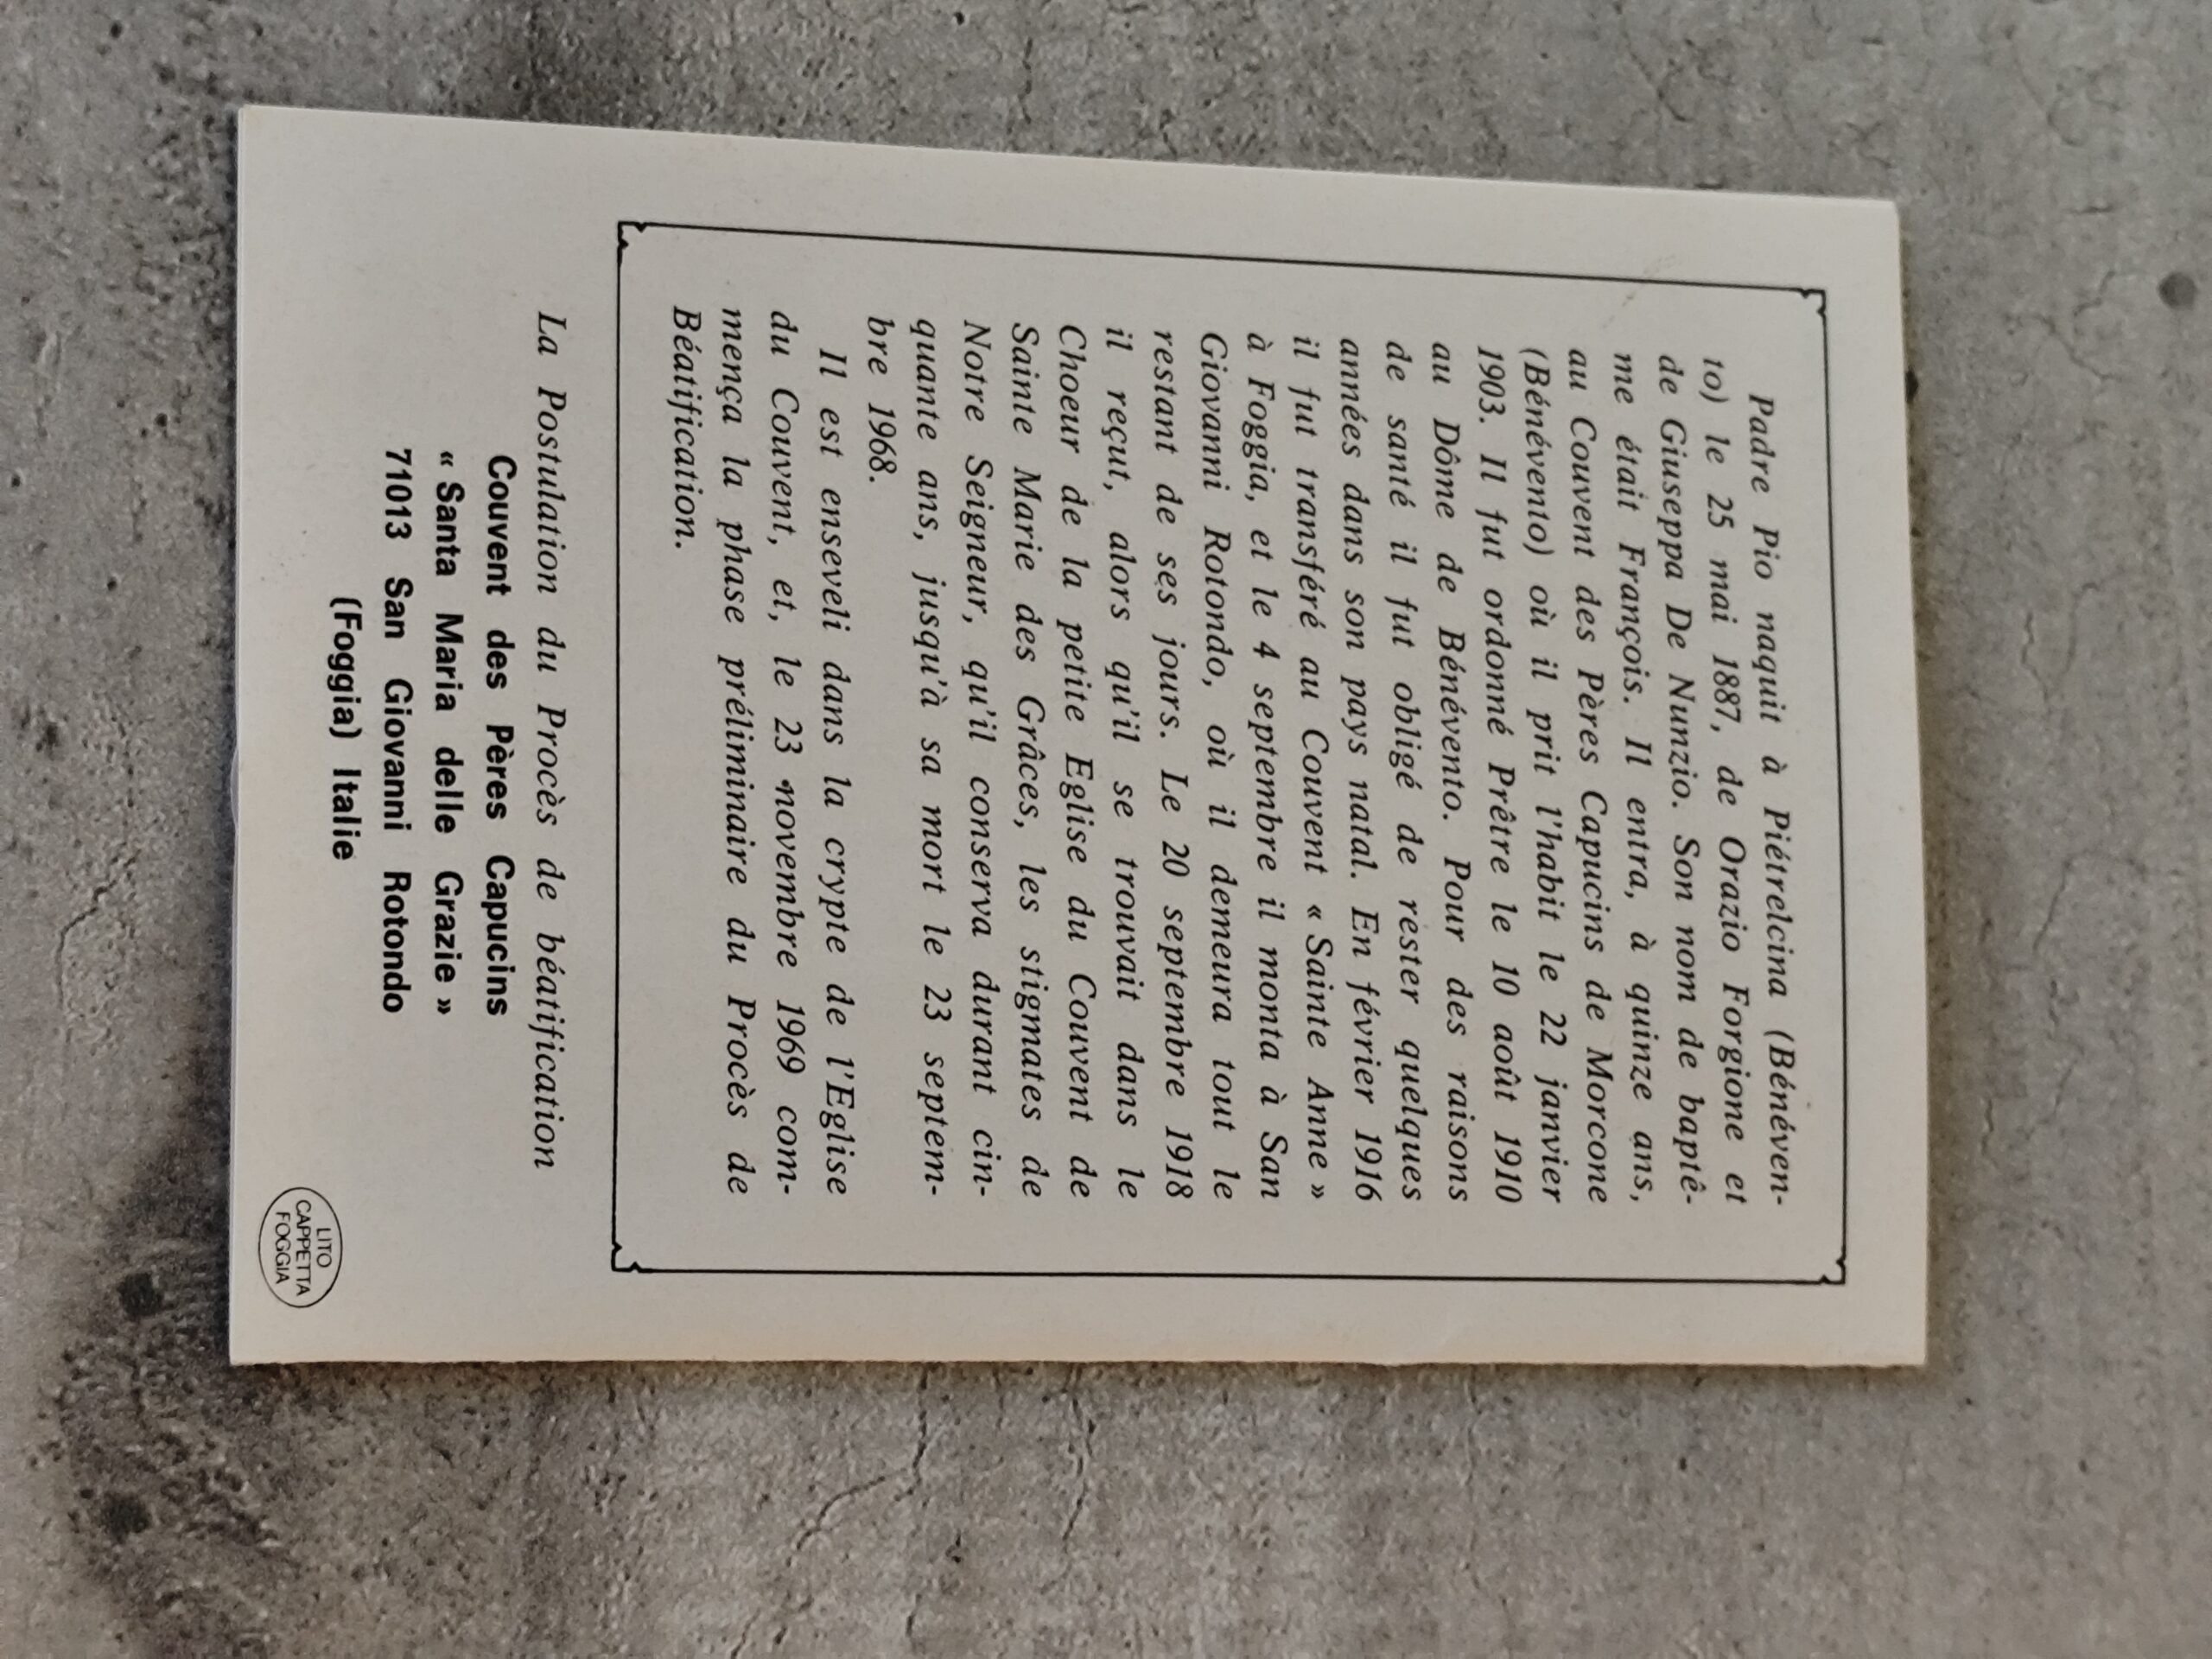 Padre Pio naquit à Piétrelcina (Bénéven-
to) le 25 mai 1887, de Orazio Forgione et
de Giuseppa De Nunzio. Son nom de baptê-
me était François. Il entra, à quinze ans,
au Couvent des Pères Capucins de Morcone
(Bénévento) où il prit l'habit le 22 janvier
1903. Il fut ordonné Prêtre le 10 août 1910
au Dôme de Bénévento. Pour des raisons
de santé il fut obligé de rester quelques
années dans son pays natal. En février 1916
il fut transféré au Couvent « Sainte Anne »
à Foggia, et le 4 septembre il monta à San
Giovanni Rotondo, où il demeura tout le
restant de ses jours. Le 20 septembre 1918
il reçut, alors qu'il se trouvait dans le
Choeur de la petite Eglise du Couvent de
Sainte Marie des Grâces, les stigmates de
Notre Seigneur, qu'il conserva durant cin-
quante ans, jusqu'à sa mort le 23 septem-
bre 1968.
Il est enseveli dans la crypte de l'Eglise
du Couvent, et, le 23 novembre 1969 com-
mença la phase préliminaire du Procès de
Béatification.
La Postulation du Procès de béatification
Couvent des Pères Capucins
« Santa Maria delle Grazie »
71013 San Giovanni Rotondo
(Foggia) Italie
LITO
CAPPETTA
FOGGIA